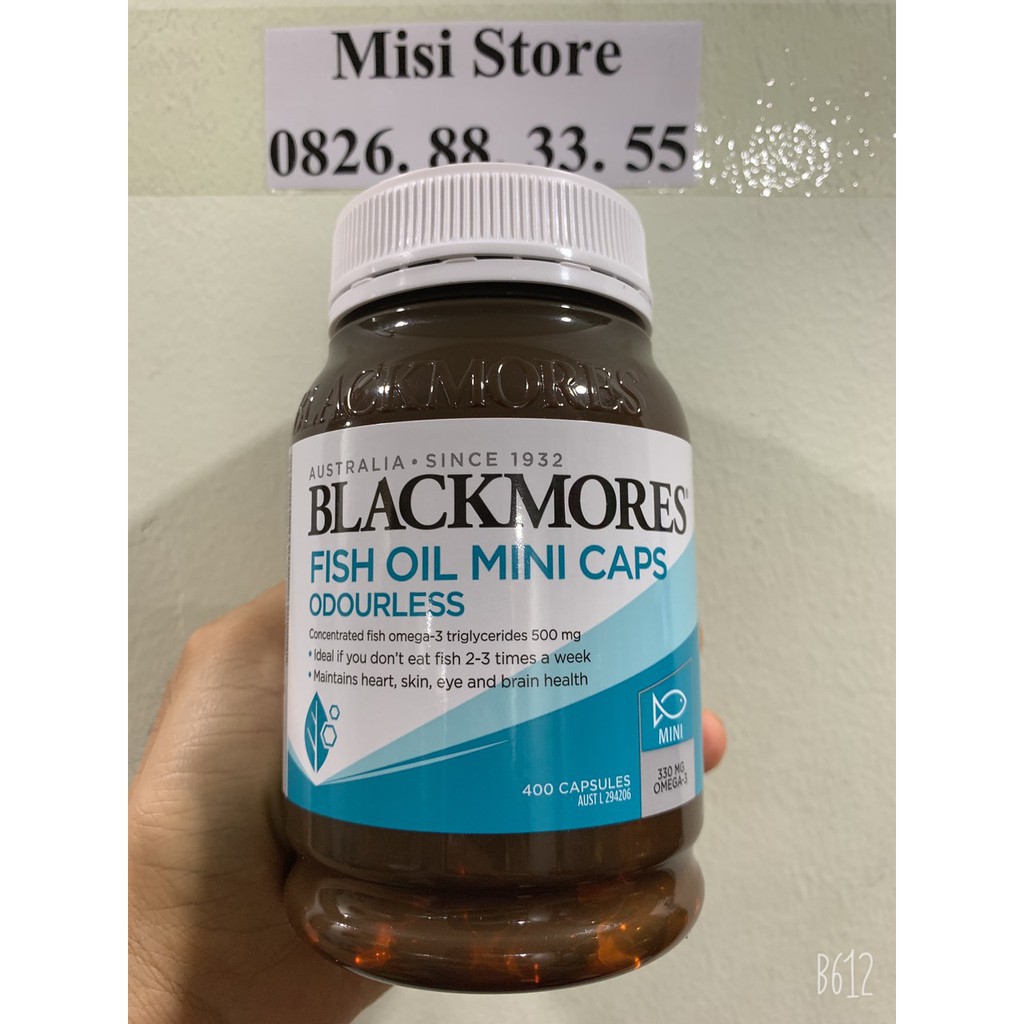 Misi Store
0826. 88. 33. 55
BLACKMORES
AUSTRALIA • SINCE 1932
BLACKMORES®
FISH OIL MINI CAPS
ODOURLESS
Concentrated fish omega-3 triglycerides 500 mg
• Ideal if you don't eat fish 2-3 times a week
• Maintains heart, skin, eye and brain health
MINI
330 MG
OMEGA-3
400 CAPSULES
AUST L 294206
B612